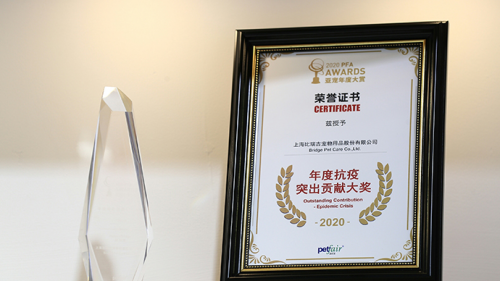 2020 PFA
AWARDS
亚宠年度大赏
荣誉证书
CERTIFICATE
兹授予
上海比瑞吉宠物用品股份有限公司
Bridge Pet Care Co.,Ltd.
年度抗疫
突出贡献大奖
Outstanding Contribution
- Epidemic Crisis
-2020-
petfair